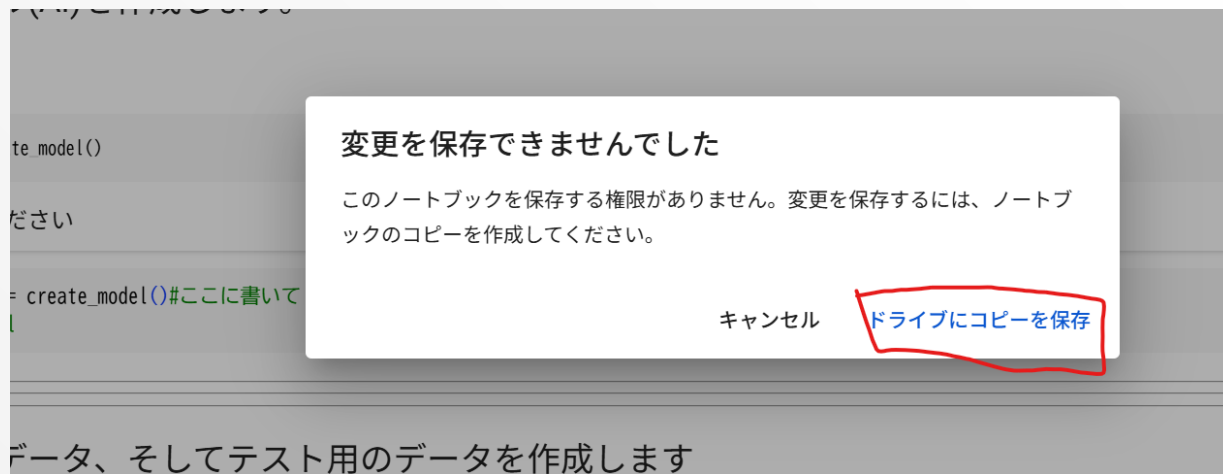 (AI)を作成します。
te_model()
ださい
= create_model()#ここに書いて
変更を保存できませんでした
このノートブックを保存する権限がありません。変更を保存するには、ノートブ
ックのコピーを作成してください。
キャンセル ドライブにコピーを保存
データ、そしてテスト用のデータを作成します